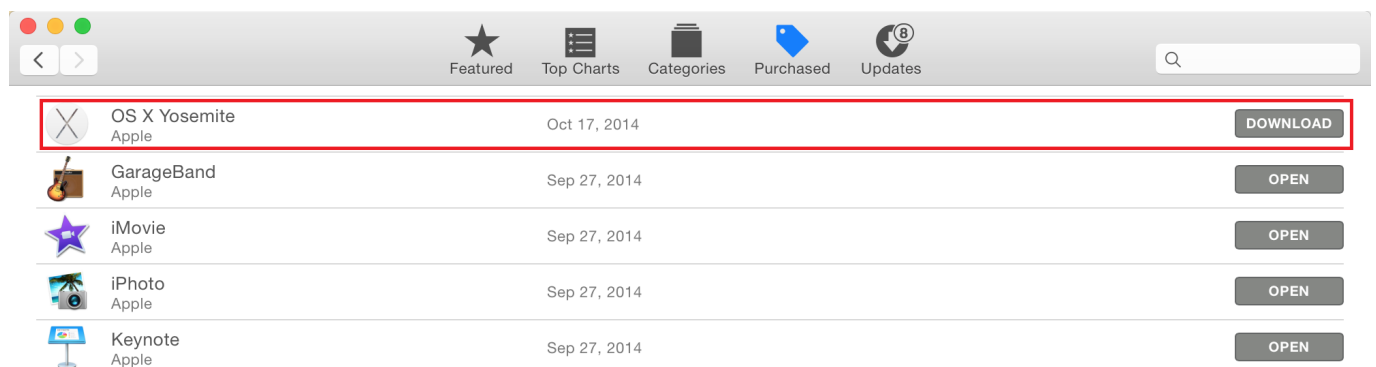 8
Featured Top Charts Categories Purchased Updates
OS X Yosemite
Apple
Oct 17, 2014
DOWNLOAD
GarageBand
Apple
Sep 27, 2014
OPEN
iMovie
Apple
Sep 27, 2014
OPEN
iPhoto
Apple
Sep 27, 2014
OPEN
Keynote
Apple
Sep 27, 2014
OPEN